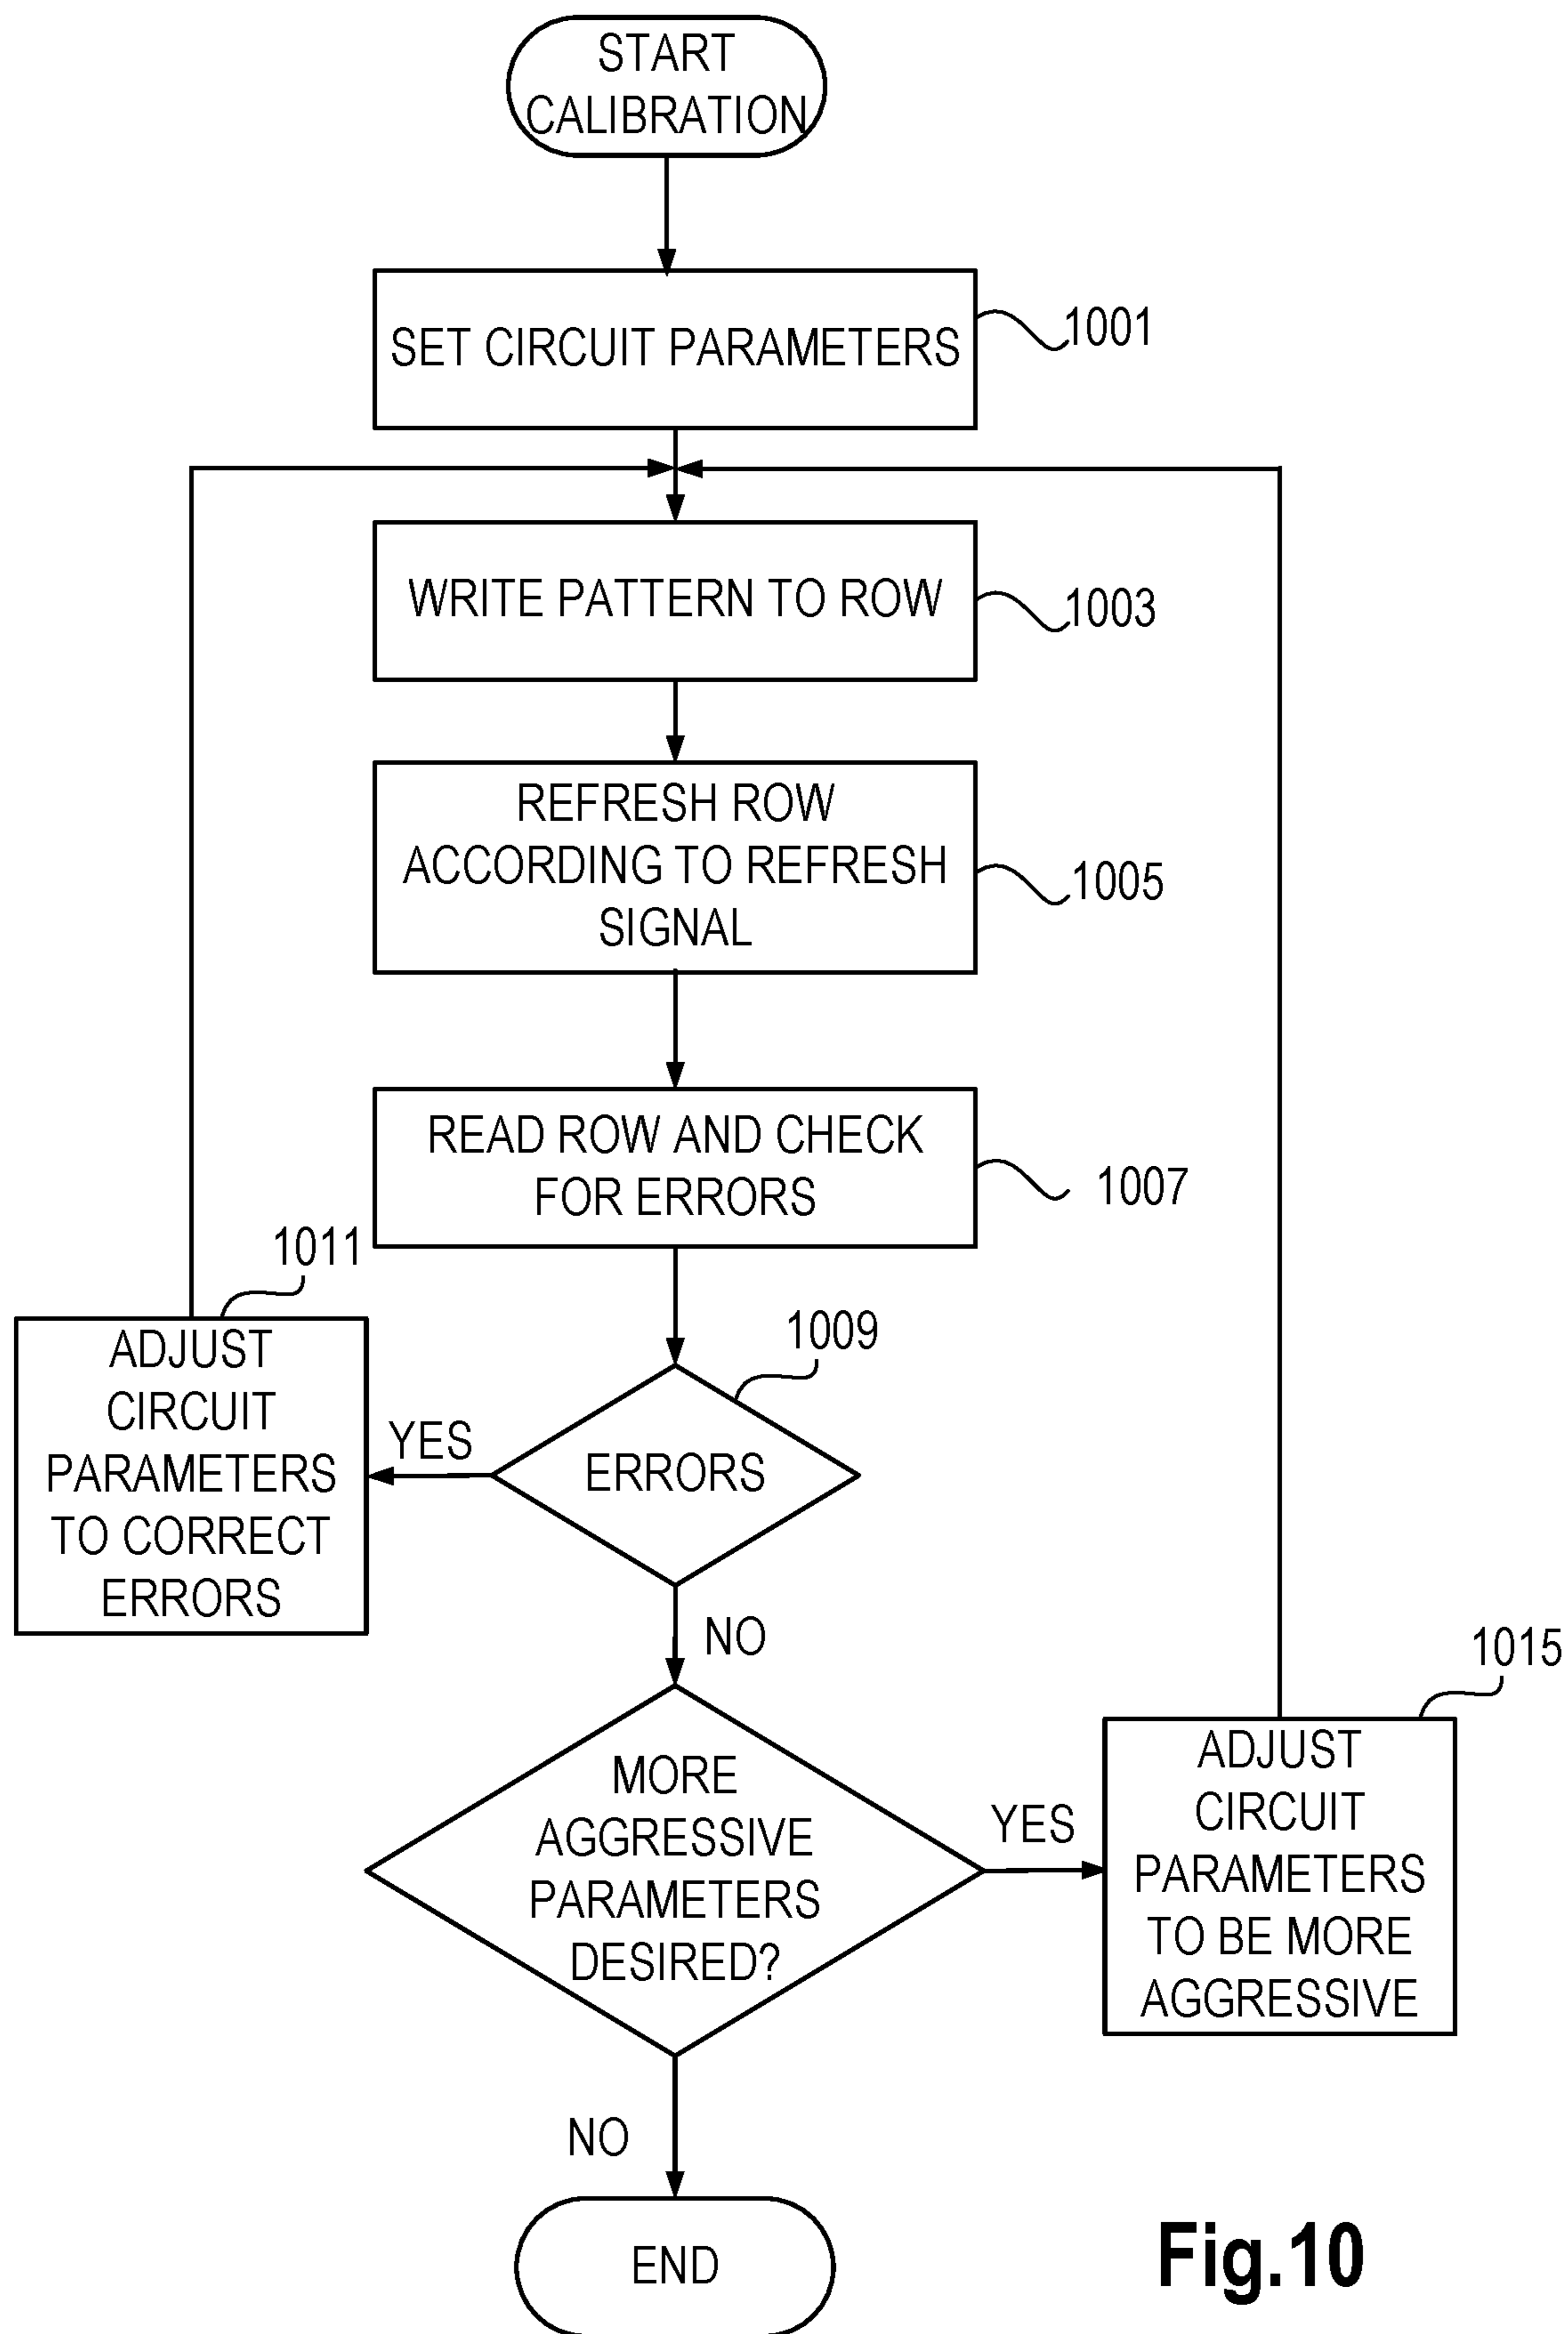 START
CALIBRATION
SET CIRCUIT PARAMETERS
1001
WRITE PATTERN TO ROW
1003
REFRESH ROW
ACCORDING TO REFRESH
SIGNAL
1005
READ ROW AND CHECK
FOR ERRORS
1007
1011
ADJUST
CIRCUIT
PARAMETERS
TO CORRECT
ERRORS
YES
1009
ERRORS
NO
MORE
AGGRESSIVE
PARAMETERS
DESIRED?
YES
1015
ADJUST
CIRCUIT
PARAMETERS
TO BE MORE
AGGRESSIVE
NO
END
Fig.10